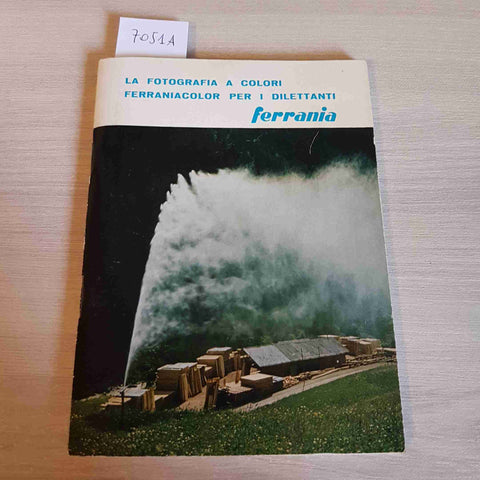 7051A
LA FOTOGRAFIA A COLORI
FERRANIACOLOR PER I DILETTANTI
ferrania